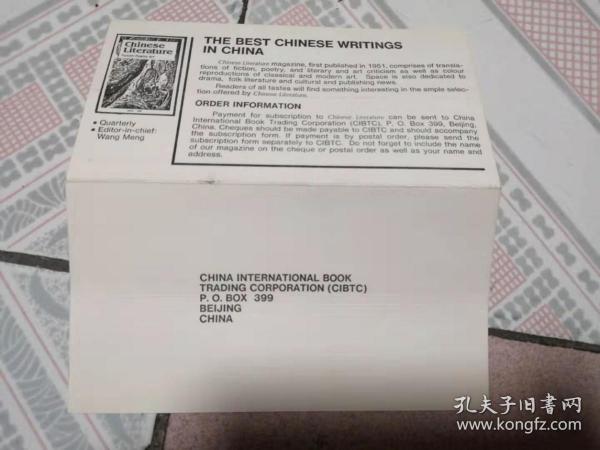 Chinese
Literature
• Quarterly
• Editor-in-chief:
Wang Meng
THE BEST CHINESE WRITINGS
IN CHINA
Chinese Literature magazine, first published in 1951, comprises of transla-
tions of fiction, poetry, and literary and art criticism as well as colour
reproductions of classical and modern art. Space is also dedicated to
drama, folk literature and cultural and publishing news.
Readers of all tastes will find something interesting in the ample selec-
tion offered by Chinese Literature.
ORDER INFORMATION
Payment for subscription to Chinese Literature can be sent to China
International Book Trading Corporation (CIBTC), P. O. Box 399, Beijing,
China. Cheques should be made payable to CIBTC and should accompany
the subscription form. If payment is by postal order, please send the
subscription form separately to CIBTC. Do not forget to include the name
of our magazine on the cheque or postal order as well as your name and
address.
CHINA INTERNATIONAL BOOK
TRADING CORPORATION (CIBTC)
P. O. BOX 399
BEIJING
CHINA
孔夫子旧书网
www.kongfz.com